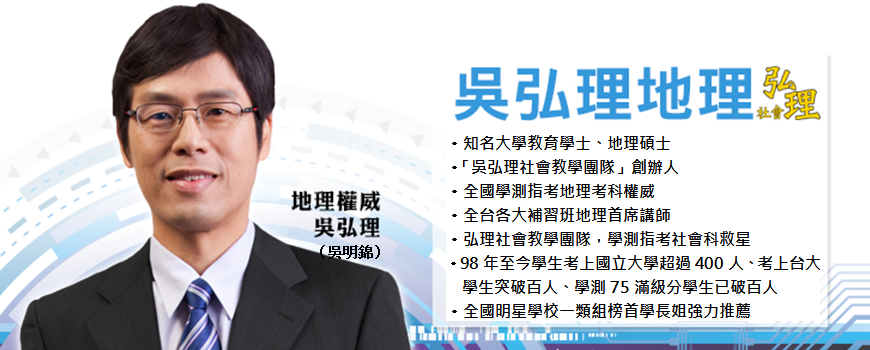 吳弘理地理
弘理
社會
• 知名大學教育學士、地理碩士
•「吳弘理社會教學團隊」創辦人
• 全國學測指考地理考科權威
• 全台各大補習班地理首席講師
• 弘理社會教學團隊，學測指考社會科救星
• 98 年至今學生考上國立大學超過 400 人、考上台大
學生突破百人、學測 75 滿級分學生已破百人
• 全國明星學校一類組榜首學長姐強力推薦
地理權威
吳弘理
（吳明錦）